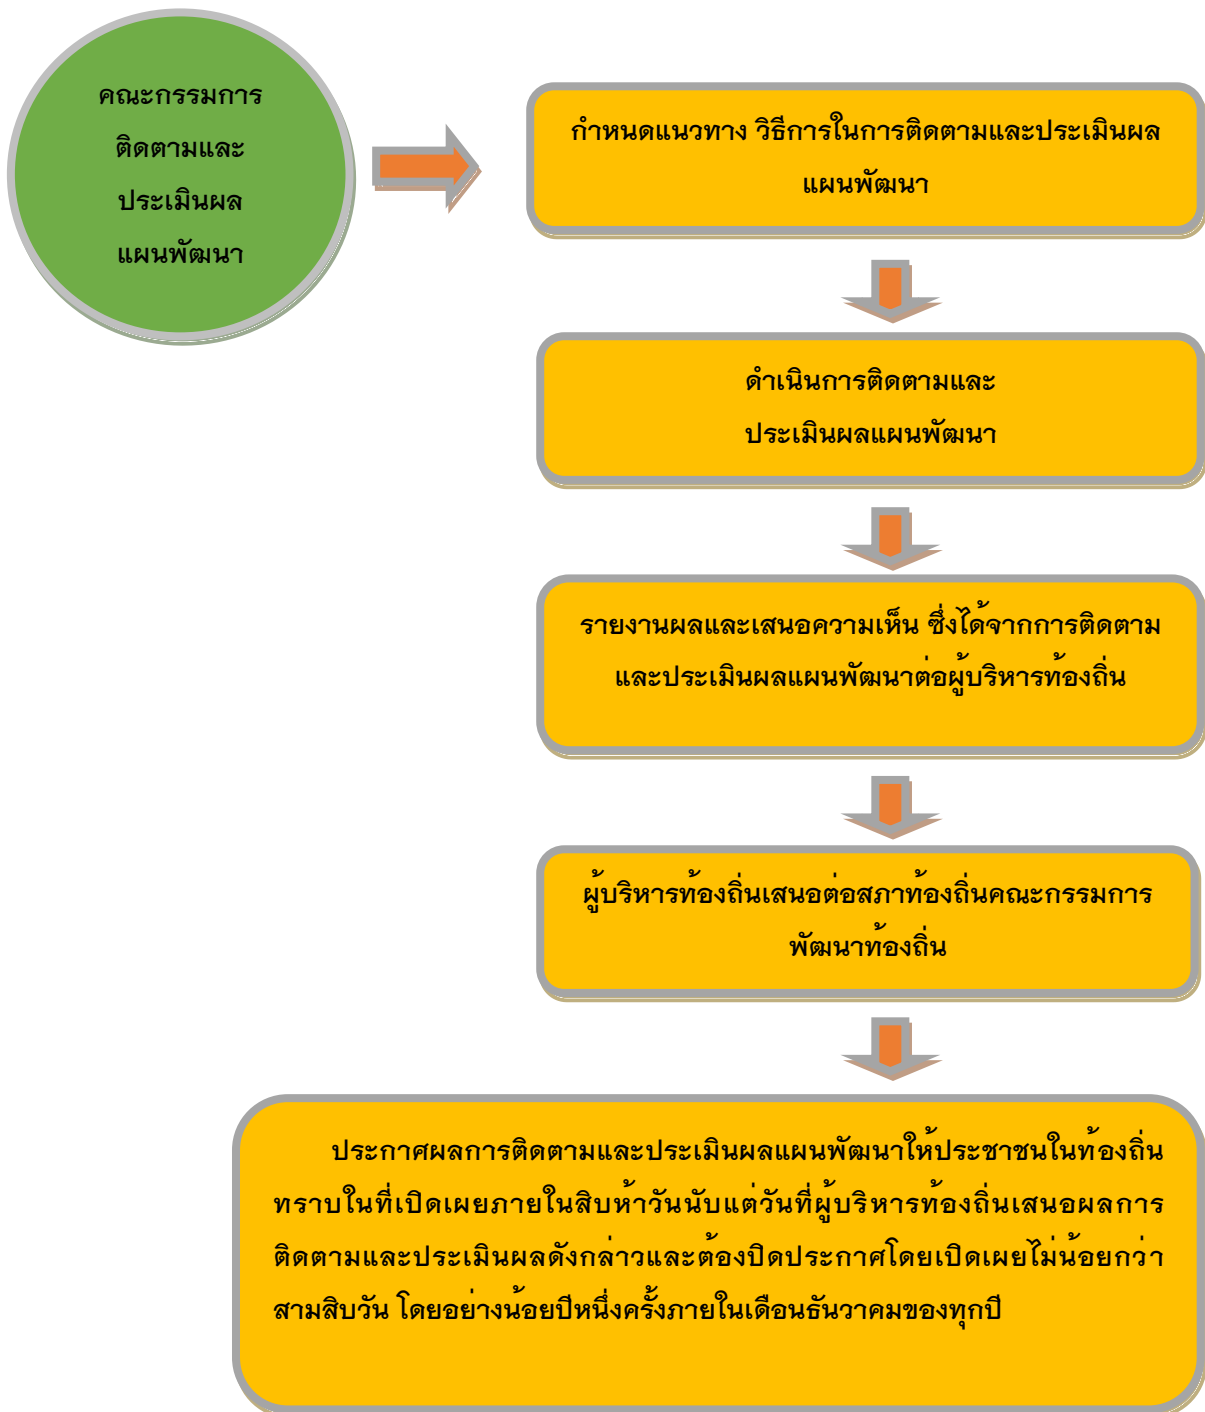 คณะกรรมการ
ติดตามและ
ประเมินผล
แผนพัฒนา
กำหนดแนวทาง วิธีการในการติดตามและประเมินผล
แผนพัฒนา
ดำเนินการติดตามและ
ประเมินผลแผนพัฒนา
รายงานผลและเสนอความเห็น ซึ่งได้จากการติดตาม
และประเมินผลแผนพัฒนาต่อผู้บริหารท้องถิ่น
ผู้บริหารท้องถิ่นเสนอต่อสภาท้องถิ่นคณะกรรมการ
พัฒนาท้องถิ่น
ประกาศผลการติดตามและประเมินผลแผนพัฒนาให้ประชาชนในท้องถิ่น
ทราบในที่เปิดเผยภายในสิบห้าวันนับแต่วันที่ผู้บริหารท้องถิ่นเสนอผลการ
ติดตามและประเมินผลดังกล่าวและต้องปิดประกาศโดยเปิดเผยไม่น้อยกว่า
สามสิบวัน โดยอย่างน้อยปีหนึ่งครั้งภายในเดือนธันวาคมของทุกปี